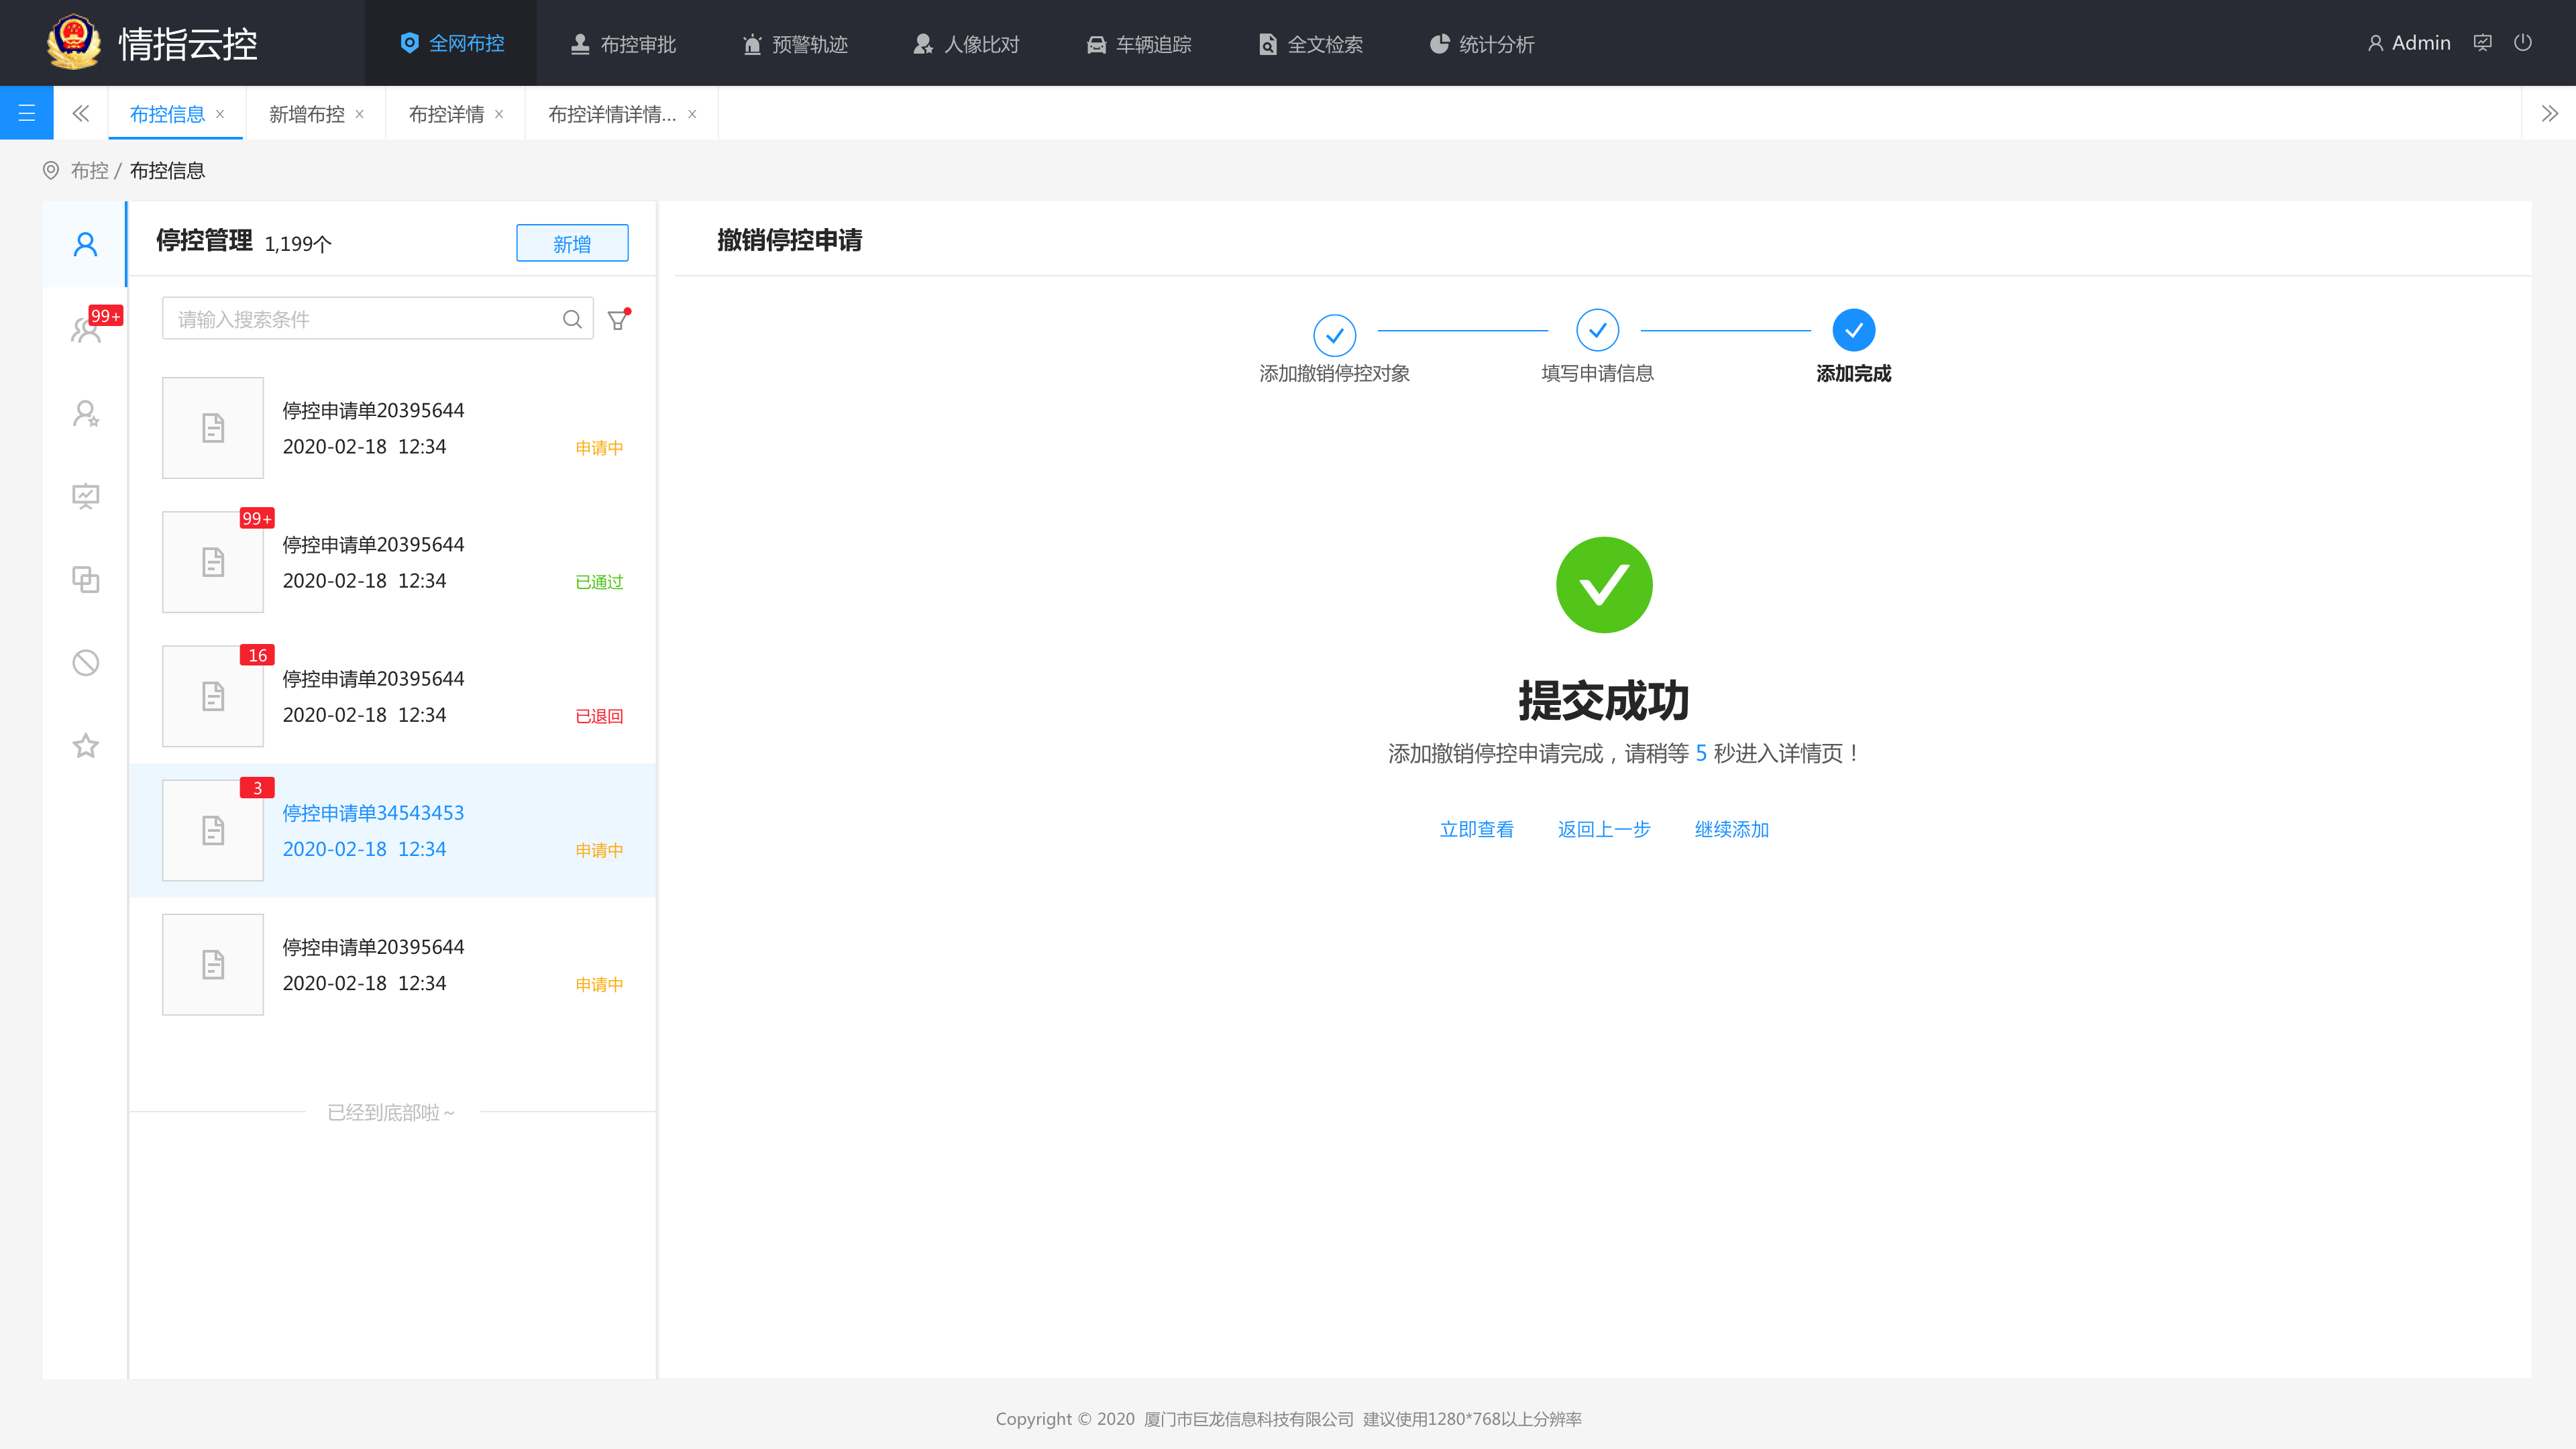 情指云控
全网布控
布控审批
预警轨迹
人像比对
车辆追踪
全文检索
统计分析
Admin
布控信息
新增布控
布控详情
布控详情详情...
布控 / 布控信息
停控管理 1,199个
新增
撤销停控申请
99+
请输入搜索条件
添加撤销停控对象
填写申请信息
添加完成
停控申请单20395644
2020-02-18 12:34
申请中
99+
停控申请单20395644
2020-02-18 12:34
已通过
16
停控申请单20395644
2020-02-18 12:34
已退回
3
停控申请单34543453
2020-02-18 12:34
申请中
停控申请单20395644
2020-02-18 12:34
申请中
已经到底部啦~
提交成功
添加撤销停控申请完成，请稍等 5 秒进入详情页！
立即查看
返回上一步
继续添加
Copyright © 2020 厦门市巨龙信息科技有限公司 建议使用1280*768以上分辨率